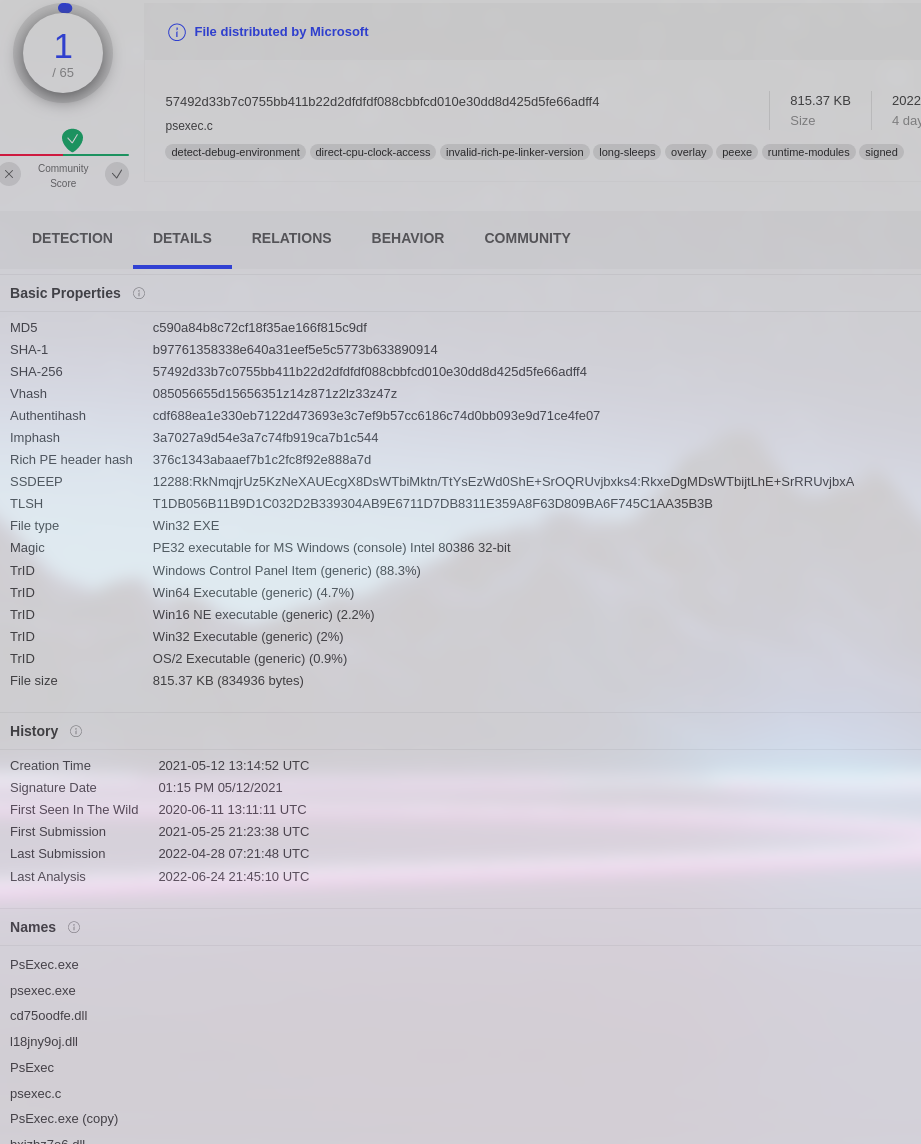 1
/ 65
File distributed by Microsoft
57492d33b7c0755bb411b22d2dfdfdf088cbbfcd010e30dd8d425d5fe66adff4
psexec.c
815.37 KB
Size
2022
4 day
detect-debug-environment direct-cpu-clock-access invalid-rich-pe-linker-version long-sleeps overlay peexe runtime-modules signed
Community
Score
DETECTION DETAILS RELATIONS BEHAVIOR COMMUNITY
Basic Properties
MD5 c590a84b8c72cf18f35ae166f815c9df
SHA-1 b97761358338e640a31eef5e5c5773b633890914
SHA-256 57492d33b7c0755bb411b22d2dfdfdf088cbbfcd010e30dd8d425d5fe66adff4
Vhash 085056655d15656351z14z871z2lz33z47z
Authentihash cdf688ea1e330eb7122d473693e3c7ef9b57cc6186c74d0bb093e9d71ce4fe07
Imphash 3a7027a9d54e3a7c74fb919ca7b1c544
Rich PE header hash 376c1343abaaef7b1c2fc8f92e888a7d
SSDEEP 12288:RkNmqjrUz5KzNeXAUEcgX8DsWTbiMktn/TtYsEzWd0ShE+SrOQRUvjbxks4:RkxeDgMDsWTbijtLhE+SrRRUvjbxA
TLSH T1DB056B11B9D1C032D2B339304AB9E6711D7DB8311E359A8F63D809BA6F745C1AA35B3B
File type Win32 EXE
Magic PE32 executable for MS Windows (console) Intel 80386 32-bit
TrID Windows Control Panel Item (generic) (88.3%)
TrID Win64 Executable (generic) (4.7%)
TrID Win16 NE executable (generic) (2.2%)
TrID Win32 Executable (generic) (2%)
TrID OS/2 Executable (generic) (0.9%)
File size 815.37 KB (834936 bytes)
History
Creation Time 2021-05-12 13:14:52 UTC
Signature Date 01:15 PM 05/12/2021
First Seen In The Wild 2020-06-11 13:11:11 UTC
First Submission 2021-05-25 21:23:38 UTC
Last Submission 2022-04-28 07:21:48 UTC
Last Analysis 2022-06-24 21:45:10 UTC
Names
PsExec.exe
psexec.exe
cd75oodfe.dll
l18jny9oj.dll
PsExec
psexec.c
PsExec.exe (copy)